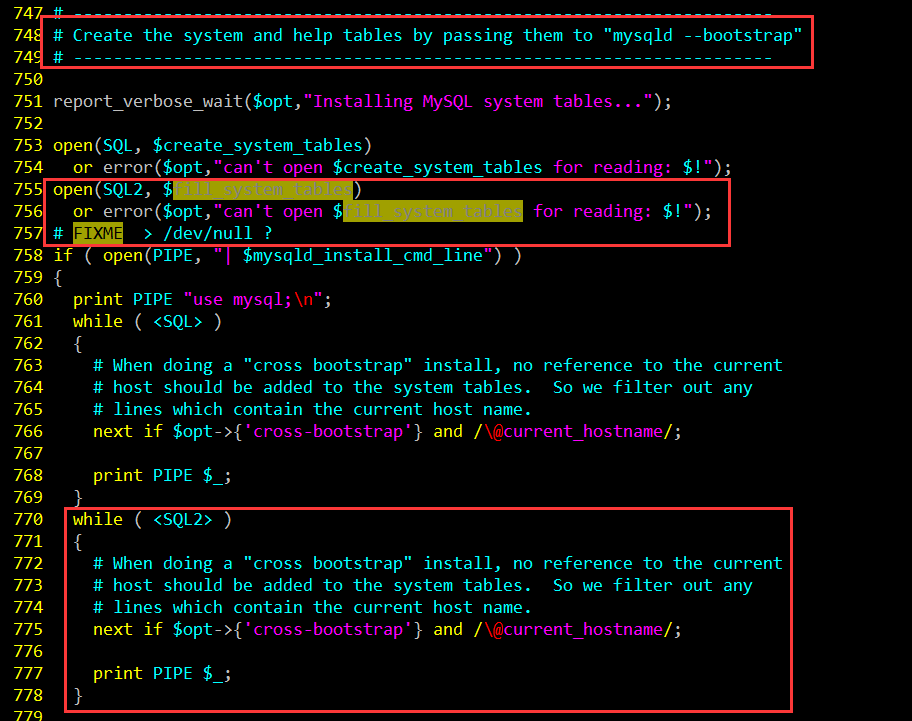 747 # ----------------------------------------------------------------------
748 # Create the system and help tables by passing them to "mysqld --bootstrap"
749 # ----------------------------------------------------------------------
750
751 report_verbose_wait($opt,"Installing MySQL system tables...");
752
753 open(SQL, $create_system_tables)
754   or error($opt,"can't open $create_system_tables for reading: $!");
755 open(SQL2, $fill_system_tables)
756   or error($opt,"can't open $fill_system_tables for reading: $!");
757 # FIXME  > /dev/null ?
758 if ( open(PIPE, "| $mysqld_install_cmd_line") )
759 {
760   print PIPE "use mysql;\n";
761   while ( <SQL> )
762   {
763     # When doing a "cross bootstrap" install, no reference to the current
764     # host should be added to the system tables.  So we filter out any
765     # lines which contain the current host name.
766     next if $opt->{'cross-bootstrap'} and /\@current_hostname/;
767
768     print PIPE $_;
769   }
770   while ( <SQL2> )
771   {
772     # When doing a "cross bootstrap" install, no reference to the current
773     # host should be added to the system tables.  So we filter out any
774     # lines which contain the current host name.
775     next if $opt->{'cross-bootstrap'} and /\@current_hostname/;
776
777     print PIPE $_;
778   }
779